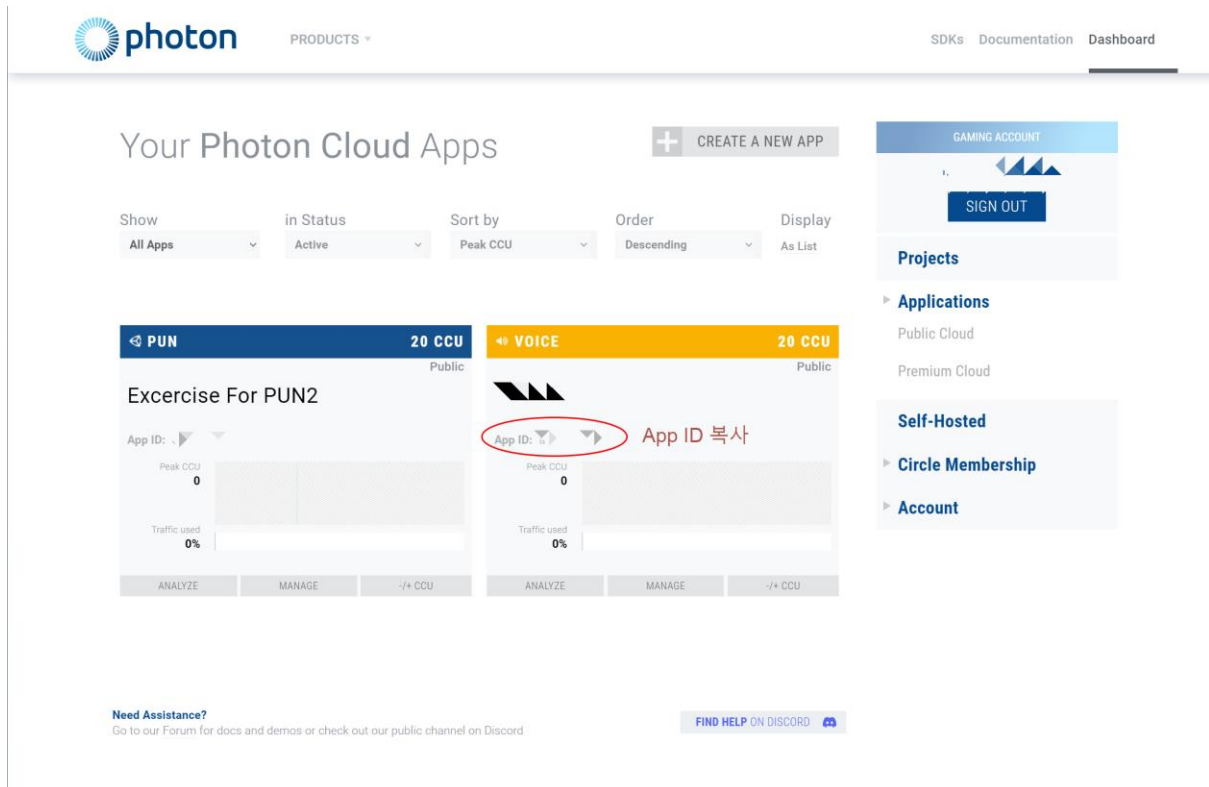 photon PRODUCTS SDKs Documentation Dashboard
Your Photon Cloud Apps
CREATE A NEW APP
GAMING ACCOUNT
SIGN OUT
Show in Status Sort by Order Display
All Apps Active Peak CCU Descending As List
Projects
Applications
Public Cloud
Premium Cloud
Self-Hosted
Circle Membership
Account
PUN 20 CCU
Public
Excercise For PUN2
App ID:
Peak CCU
0
Traffic used
0%
ANALYZE MANAGE -/+ CCU
VOICE 20 CCU
Public
App ID: App ID 복사
Peak CCU
0
Traffic used
0%
ANALYZE MANAGE -/+ CCU
Need Assistance?
Go to our Forum for docs and demos or check out our public channel on Discord
FIND HELP ON DISCORD